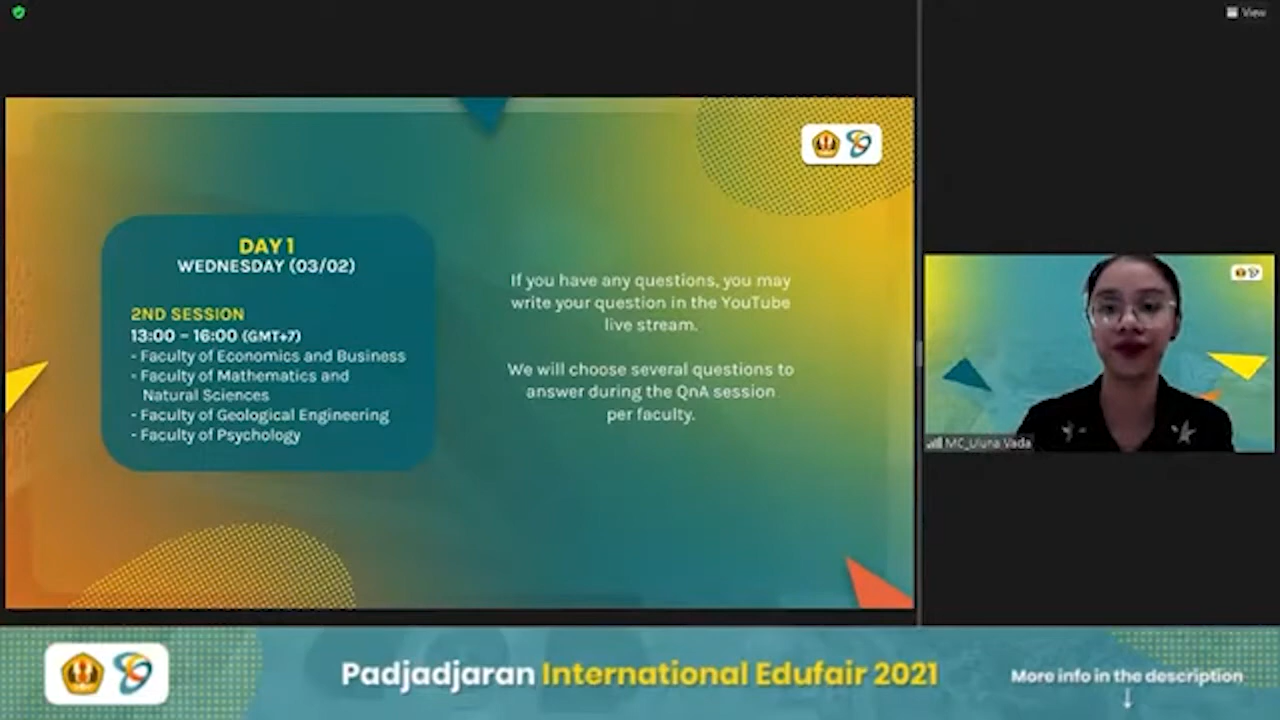 View
DAY 1
WEDNESDAY (03/02)
2ND SESSION
13:00 – 16:00 (GMT+7)
- Faculty of Economics and Business
- Faculty of Mathematics and
Natural Sciences
- Faculty of Geological Engineering
- Faculty of Psychology
If you have any questions, you may
write your question in the YouTube
live stream.
We will choose several questions to
answer during the QnA session
per faculty.
MC_Uluna Vada
Padjadjaran International Edufair 2021
More info in the description